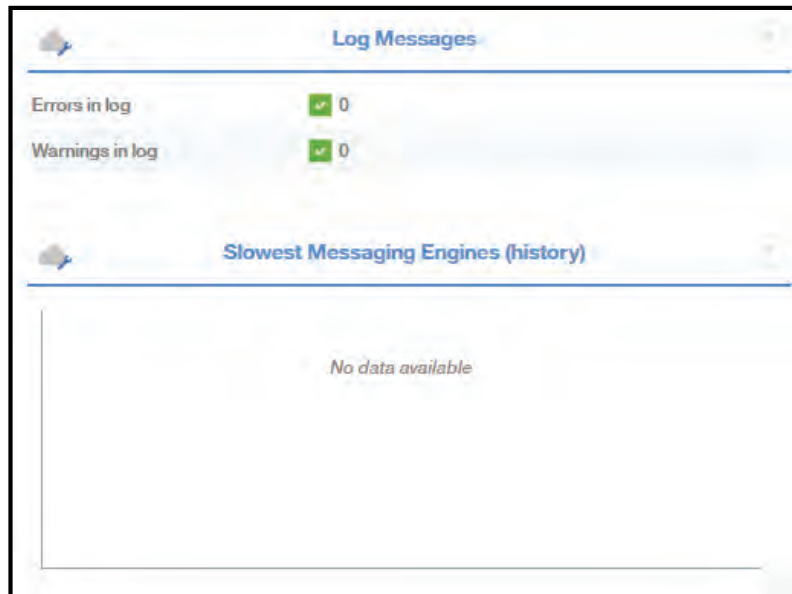 Log Messages
Errors in log 0
Warnings in log 0
Slowest Messaging Engines (history)
No data available